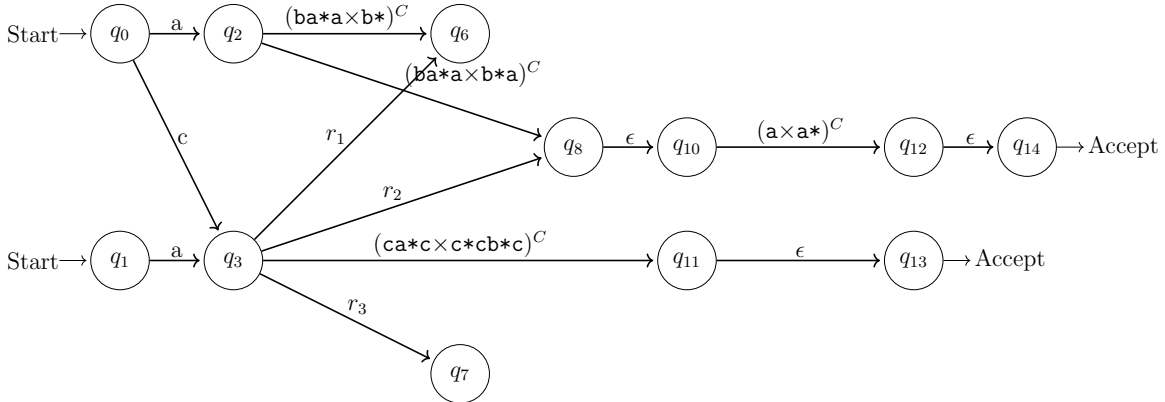 Start q₀ a q₂ (ba*a×b*)^C q₆
(ba*a×b*a)^C
c r₁
q₈ ϵ q₁₀ (a×a*)^C q₁₂ ϵ q₁₄ Accept
r₂
Start q₁ a q₃ (ca*c×c*cb*c)^C q₁₁ ϵ q₁₃ Accept
r₃
q₇